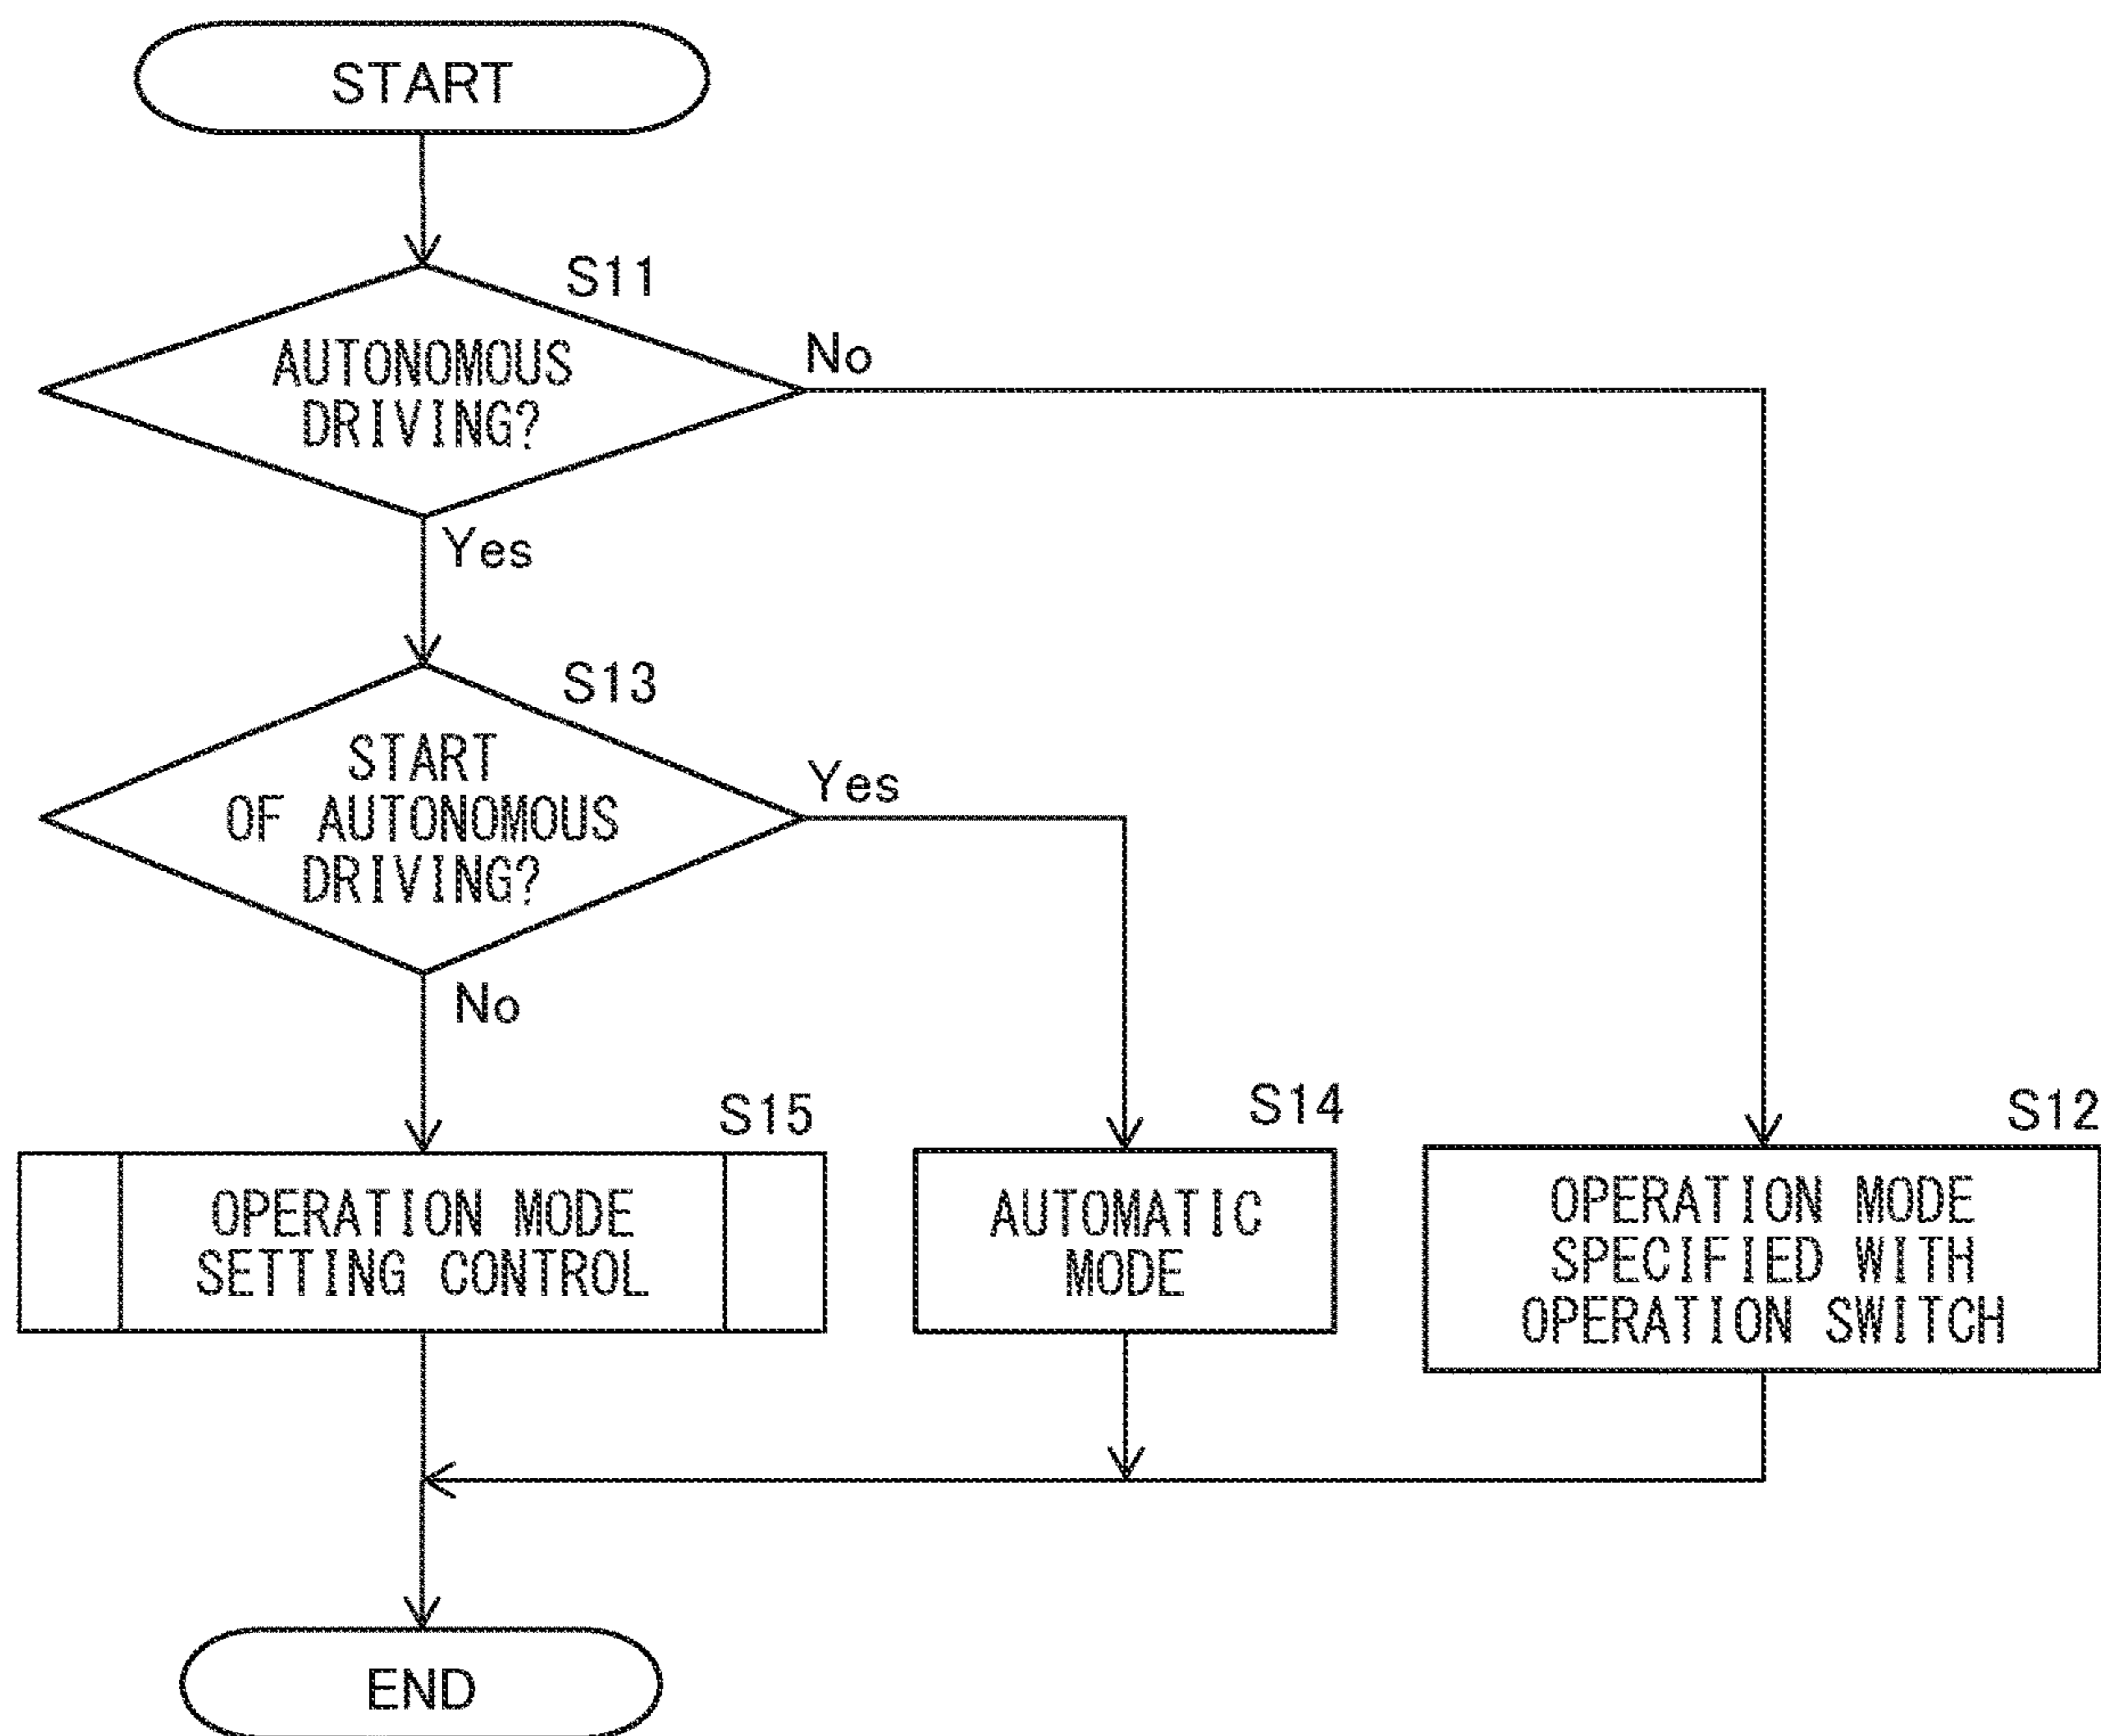 START
S11
AUTONOMOUS
DRIVING?
No
Yes
S13
START
OF AUTONOMOUS
DRIVING?
Yes
No
S15
OPERATION MODE
SETTING CONTROL
S14
AUTOMATIC
MODE
S12
OPERATION MODE
SPECIFIED WITH
OPERATION SWITCH
END